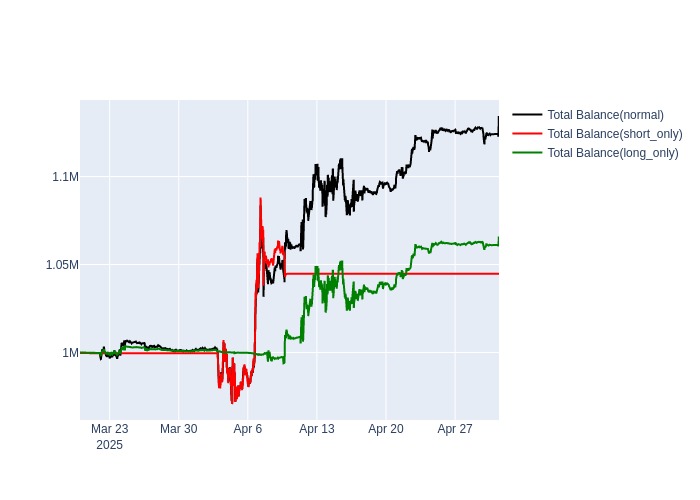 Total Balance(normal)
Total Balance(short_only)
Total Balance(long_only)
1.1M
1.05M
1M
Mar 23
2025
Mar 30
Apr 6
Apr 13
Apr 20
Apr 27